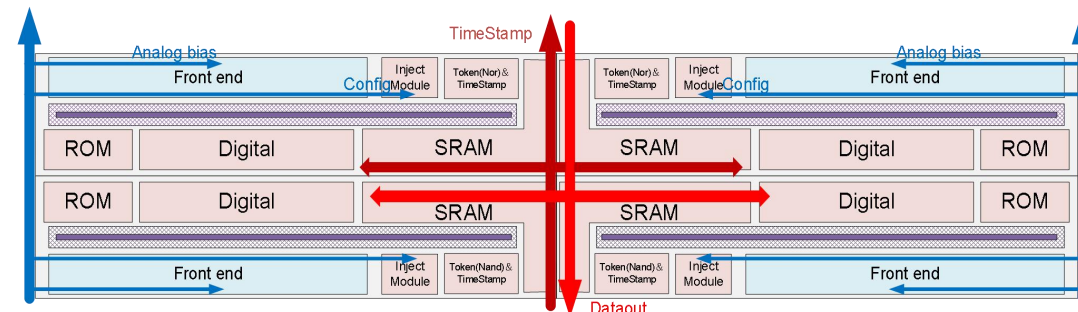 TimeStamp
Analog bias
Analog bias
Front end
Inject
Module
Token(Nor)&
TimeStamp
Token(Nor)&
TimeStamp
Inject
Module
Front end
Config
Config
ROM
Digital
SRAM
SRAM
Digital
ROM
ROM
Digital
SRAM
SRAM
Digital
ROM
Front end
Inject
Module
Token(Nand)&
TimeStamp
Token(Nand)&
TimeStamp
Inject
Module
Front end
Dataout